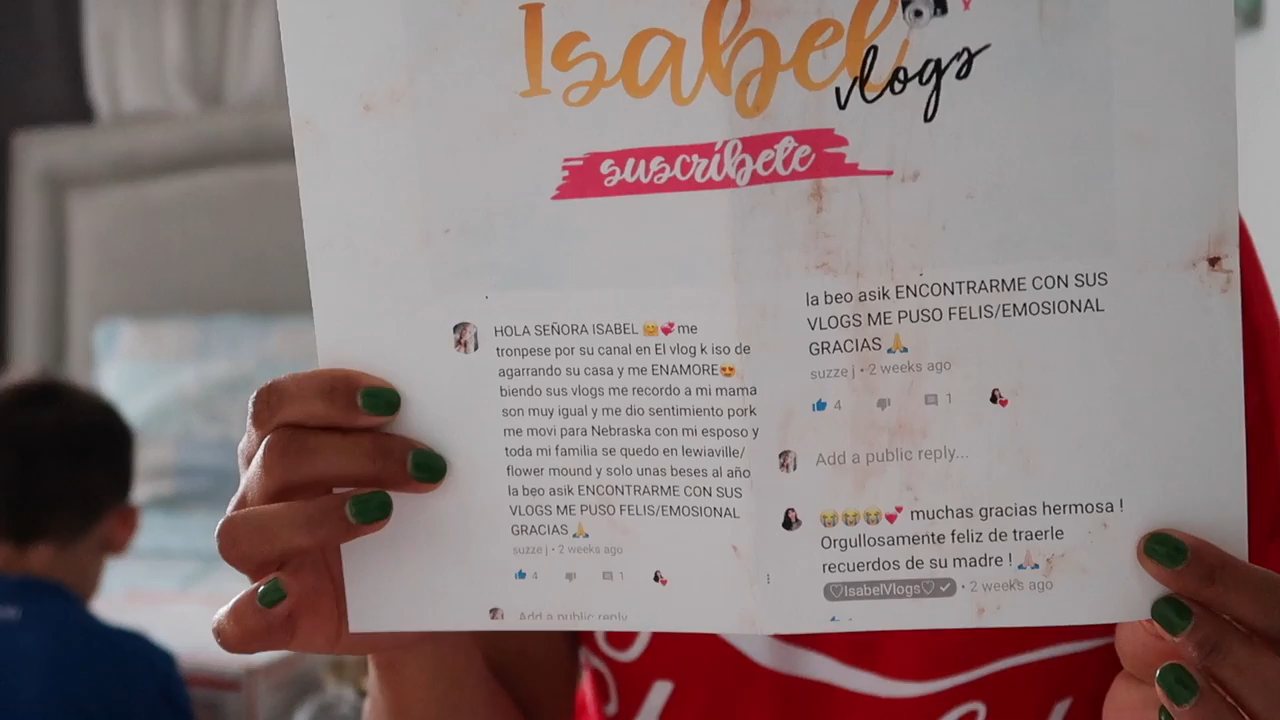 Isabel
vlogs
suscríbete
HOLA SEÑORA ISABEL 🤗💞me
tronpese por su canal en El vlog k iso de
agarrando su casa y me ENAMORE😍
biendo sus vlogs me recordo a mi mama
son muy igual y me dio sentimiento pork
me movi para Nebraska con mi esposo y
toda mi familia se quedo en lewiaville/
flower mound y solo unas beses al año
la beo asik ENCONTRARME CON SUS
VLOGS ME PUSO FELIS/EMOSIONAL
GRACIAS 🙏
suzze j • 2 weeks ago
4 1
Add a public reply
la beo asik ENCONTRARME CON SUS
VLOGS ME PUSO FELIS/EMOSIONAL
GRACIAS 🙏
suzze j • 2 weeks ago
4 1
Add a public reply...
😭😭😭💕 muchas gracias hermosa !
Orgullosamente feliz de traerle
recuerdos de su madre ! 🙏
♡IsabelVlogs♡ ✓ • 2 weeks ago